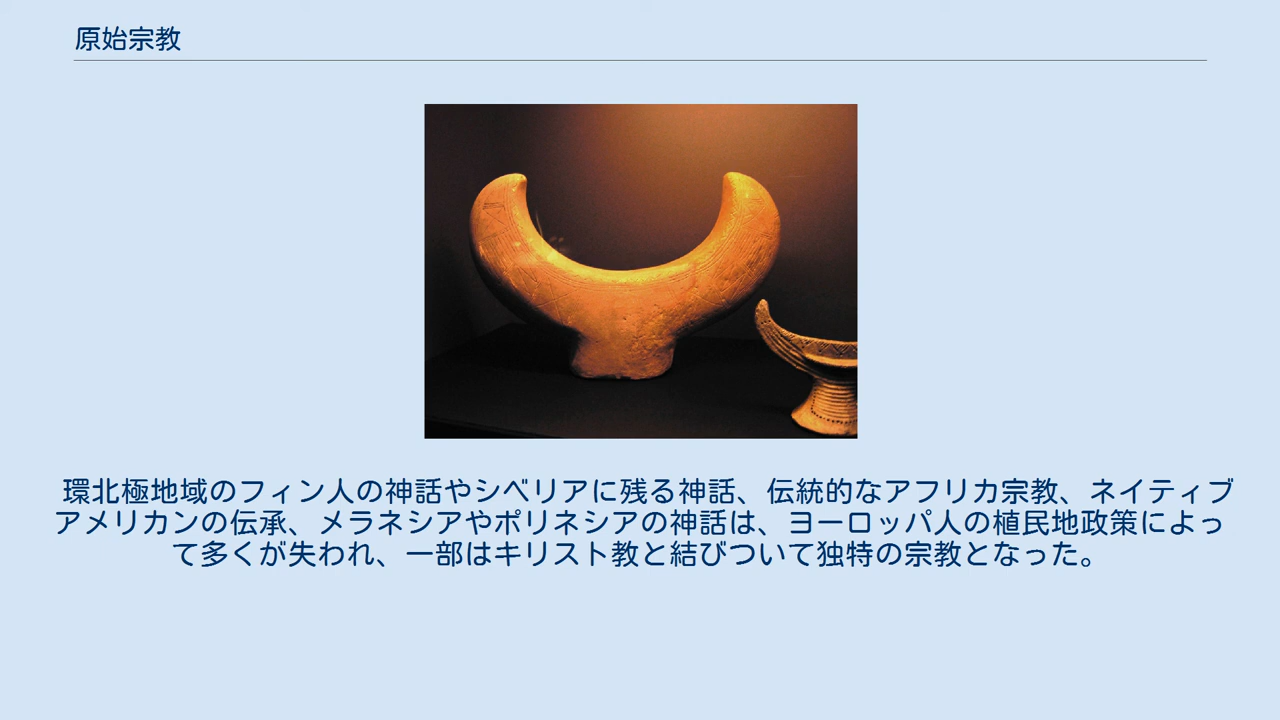 原始宗教
環北極地域のフィン人の神話やシベリアに残る神話、伝統的なアフリカ宗教、ネイティブ
アメリカンの伝承、メラネシアやポリネシアの神話は、ヨーロッパ人の植民地政策によっ
て多くが失われ、一部はキリスト教と結びついて独特の宗教となった。